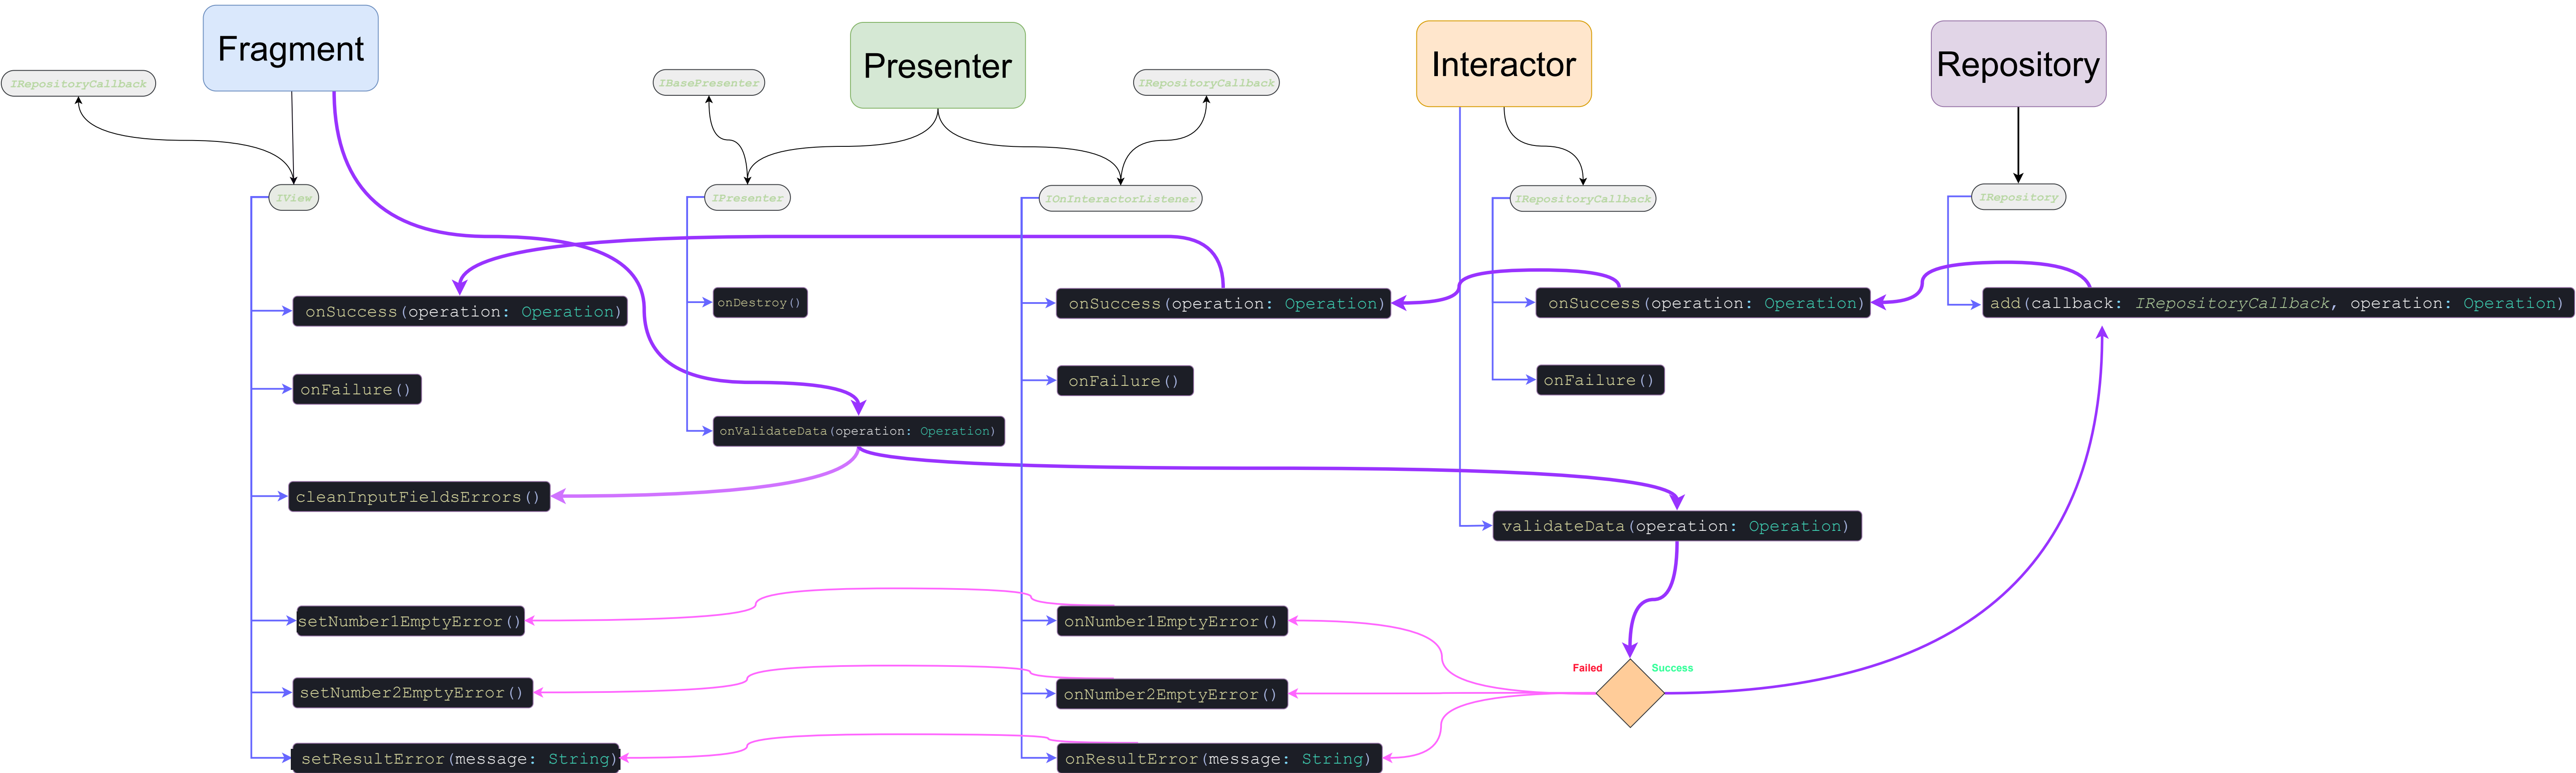 Fragment
Presenter
Interactor
Repository
IRepositoryCallback
IBasePresenter
IRepositoryCallback
IView
IPresenter
IOnInteractorListener
IRepositoryCallback
IRepository
onSuccess(operation: Operation)
onDestroy()
onSuccess(operation: Operation)
onSuccess(operation: Operation)
add(callback: IRepositoryCallback, operation: Operation)
onFailure()
onFailure()
onFailure()
onValidateData(operation: Operation)
cleanInputFieldsErrors()
validateData(operation: Operation)
setNumber1EmptyError()
onNumber1EmptyError()
Failed
Success
setNumber2EmptyError()
onNumber2EmptyError()
setResultError(message: String)
onResultError(message: String)